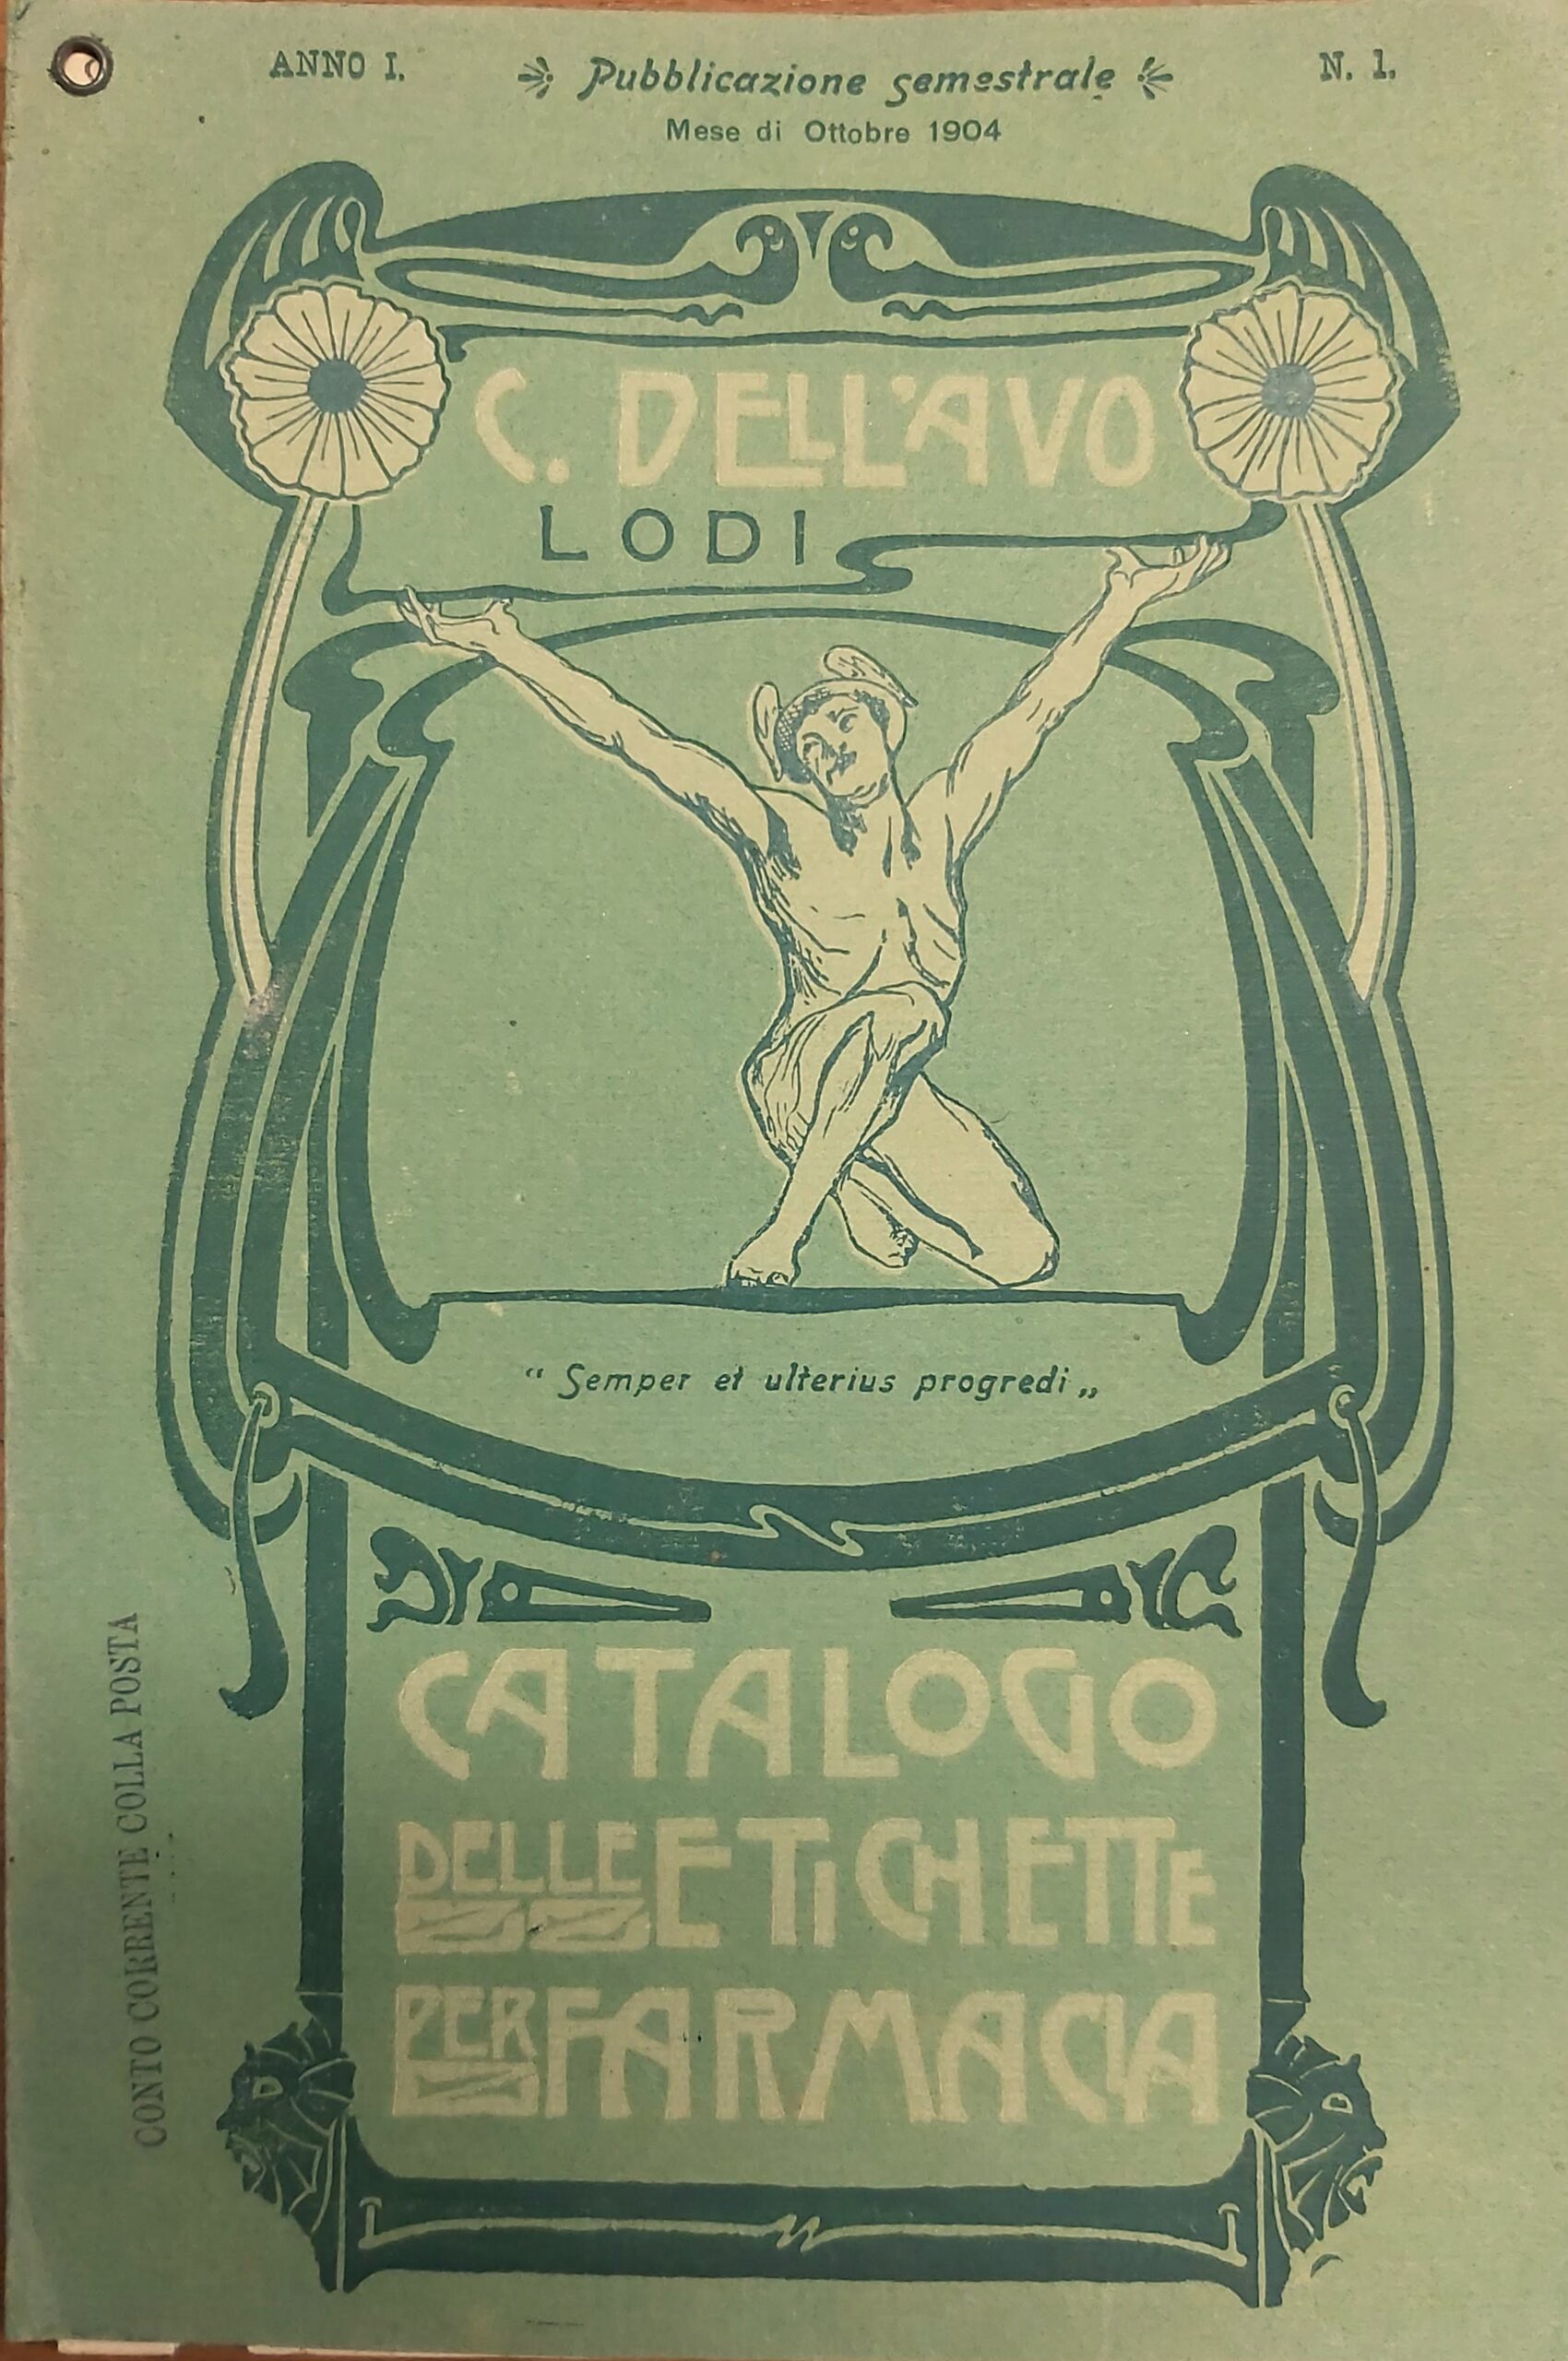 ANNO I.
Pubblicazione semestrale
N. 1.
Mese di Ottobre 1904
C. DELL'AVO
LODI
“ Semper et ulterius progredi „
CATALOGO
DELLE ETICHETTE
PER FARMACIA
CONTO CORRENTE COLLA POSTA